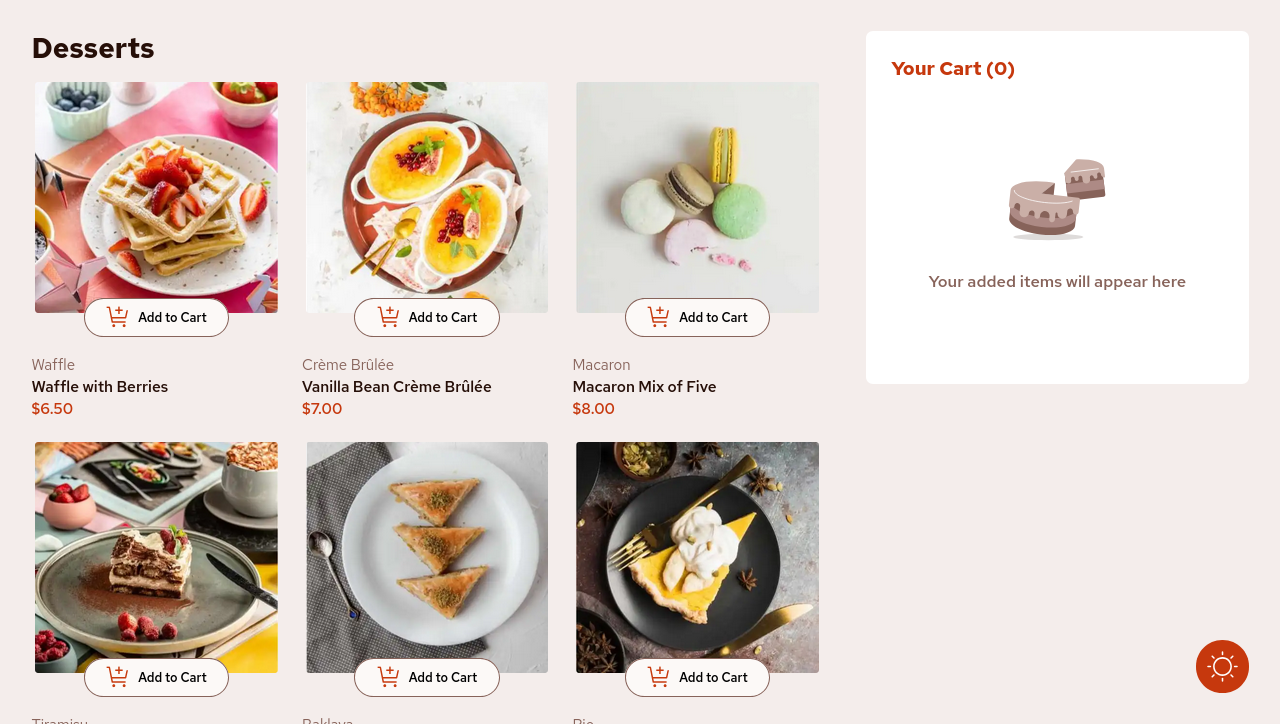 Desserts
Your Cart (0)
Your added items will appear here
Add to Cart
Add to Cart
Add to Cart
Waffle
Waffle with Berries
$6.50
Crème Brûlée
Vanilla Bean Crème Brûlée
$7.00
Macaron
Macaron Mix of Five
$8.00
Add to Cart
Add to Cart
Add to Cart
Tiramisu
Baklava
Pie